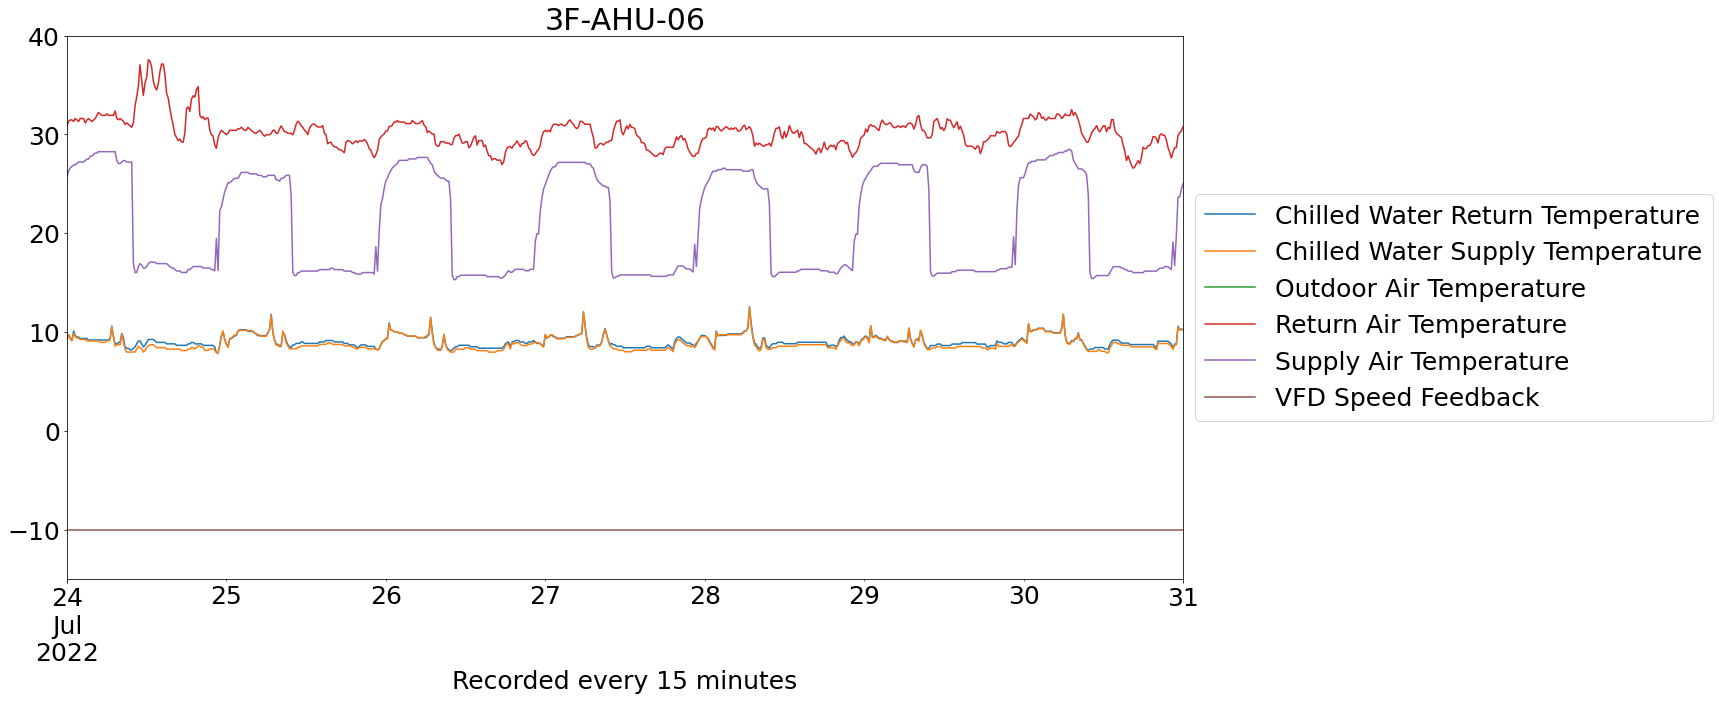 3F-AHU-06
40
30
20
10
0
−10
24
25
26
27
28
29
30
31
Jul
2022
Recorded every 15 minutes
Chilled Water Return Temperature
Chilled Water Supply Temperature
Outdoor Air Temperature
Return Air Temperature
Supply Air Temperature
VFD Speed Feedback